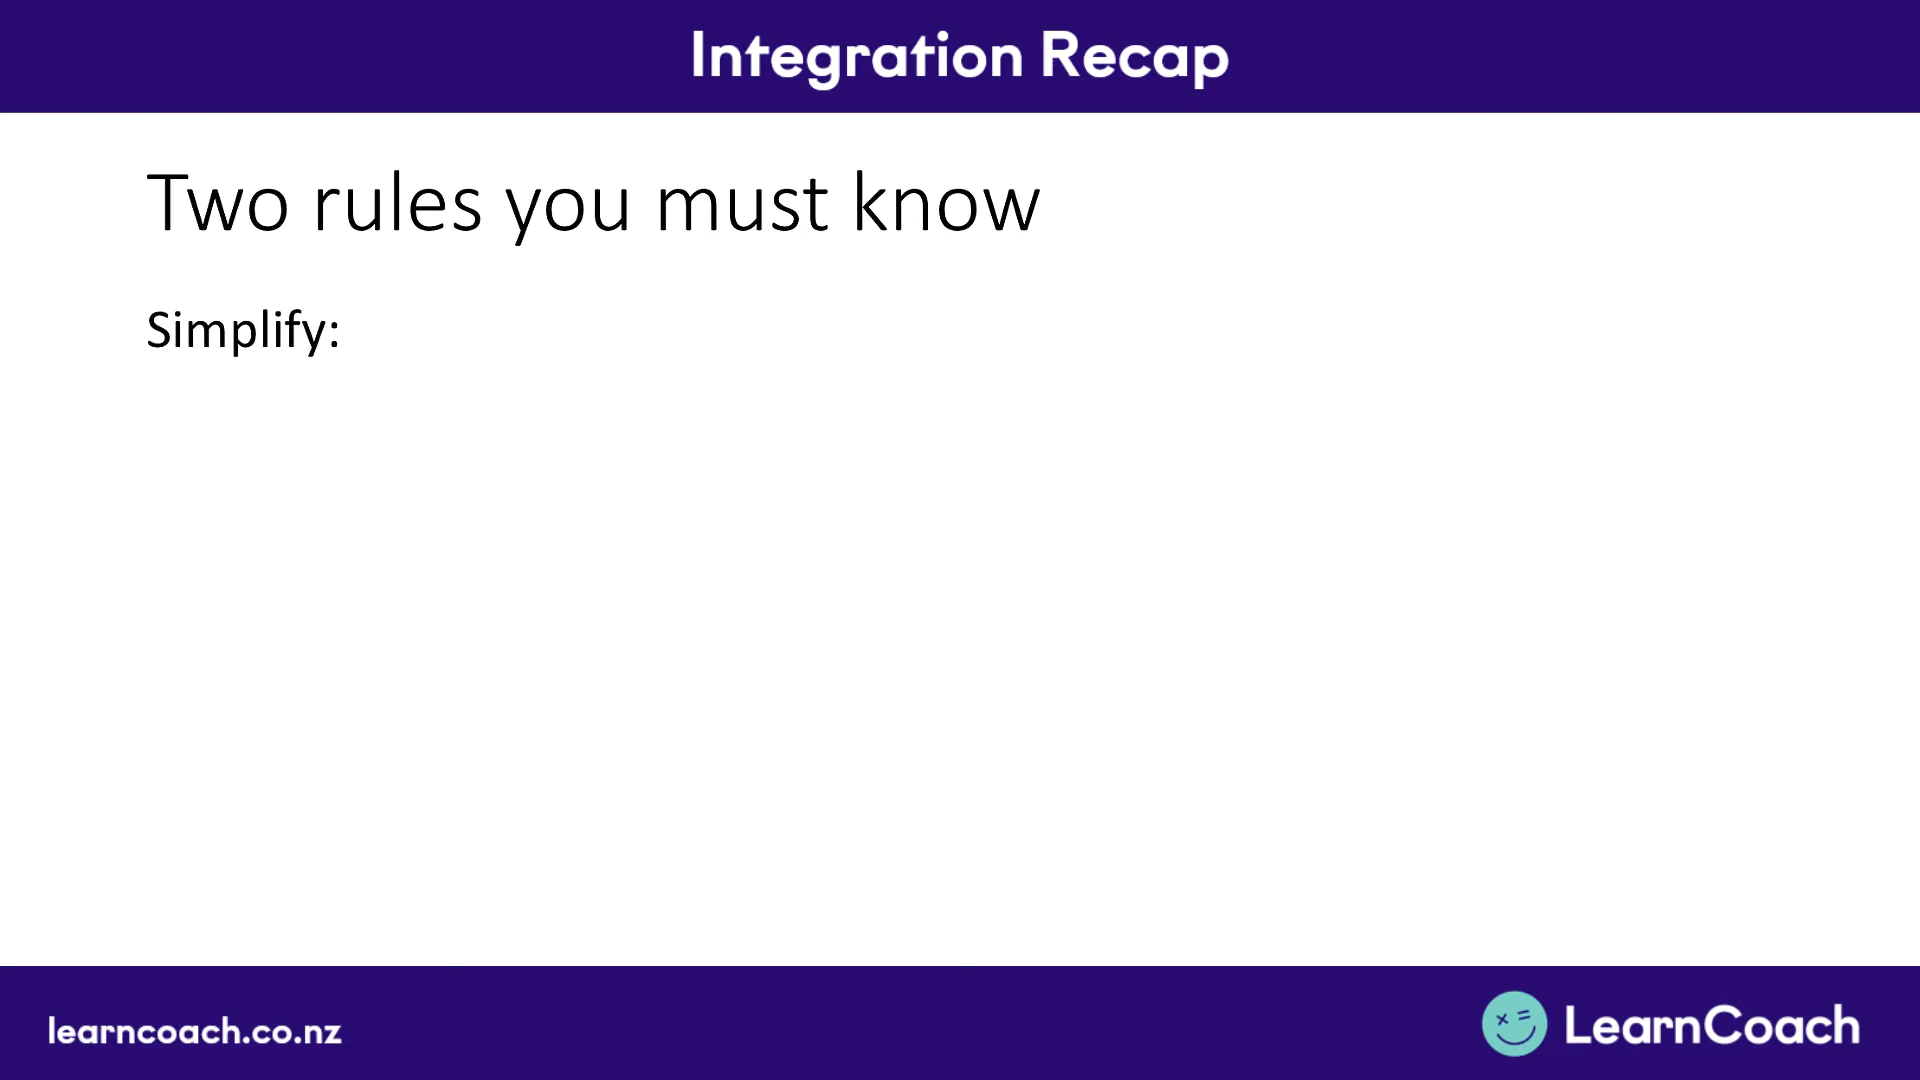 Integration Recap
Two rules you must know
Simplify:
learncoach.co.nz
LearnCoach